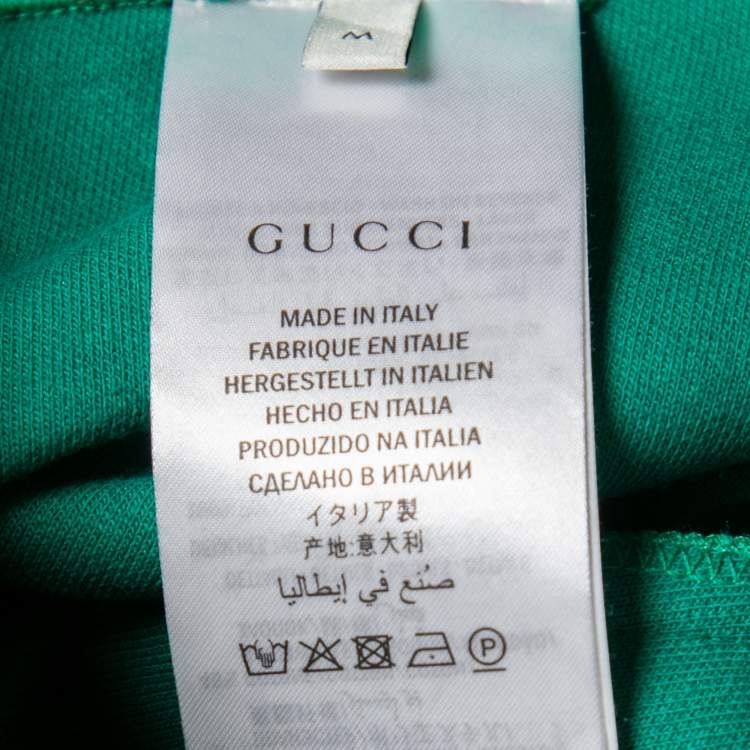 M
GUCCI
MADE IN ITALY
FABRIQUE EN ITALIE
HERGESTELLT IN ITALIEN
HECHO EN ITALIA
PRODUZIDO NA ITALIA
СДЕЛАНО В ИТАЛИИ
イタリア製
产地:意大利
صُنع في إيطاليا
P